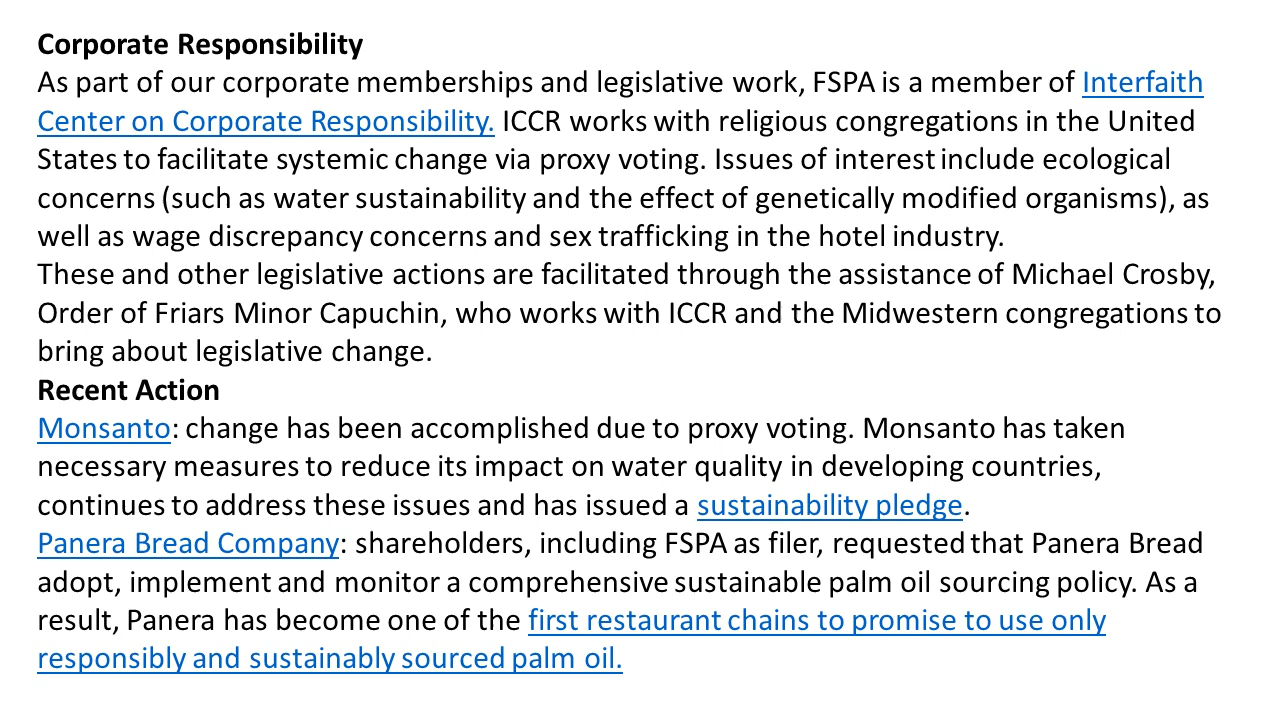 Corporate Responsibility
As part of our corporate memberships and legislative work, FSPA is a member of Interfaith
Center on Corporate Responsibility. ICCR works with religious congregations in the United
States to facilitate systemic change via proxy voting. Issues of interest include ecological
concerns (such as water sustainability and the effect of genetically modified organisms), as
well as wage discrepancy concerns and sex trafficking in the hotel industry.
These and other legislative actions are facilitated through the assistance of Michael Crosby,
Order of Friars Minor Capuchin, who works with ICCR and the Midwestern congregations to
bring about legislative change.
Recent Action
Monsanto: change has been accomplished due to proxy voting. Monsanto has taken
necessary measures to reduce its impact on water quality in developing countries,
continues to address these issues and has issued a sustainability pledge.
Panera Bread Company: shareholders, including FSPA as filer, requested that Panera Bread
adopt, implement and monitor a comprehensive sustainable palm oil sourcing policy. As a
result, Panera has become one of the first restaurant chains to promise to use only
responsibly and sustainably sourced palm oil.